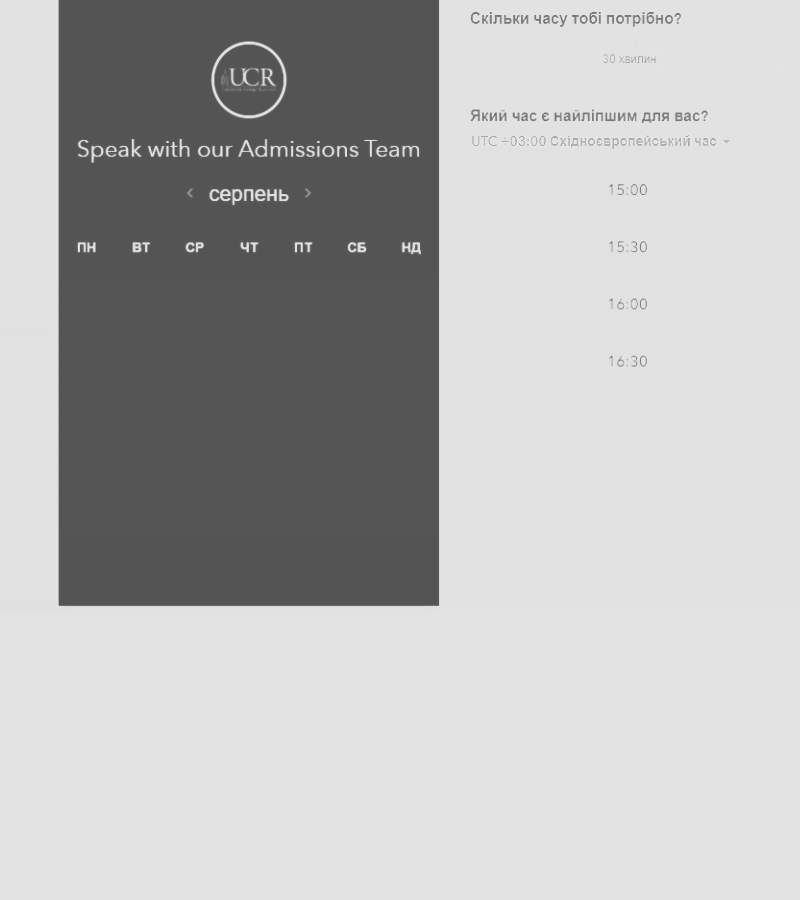 UCR
Speak with our Admissions Team
серпень
ПН ВТ СР ЧТ ПТ СБ НД
Скільки часу тобі потрібно?
30 хвилин
Який час є найліпшим для вас?
UTC +03:00 Східноєвропейський час
15:00
15:30
16:00
16:30